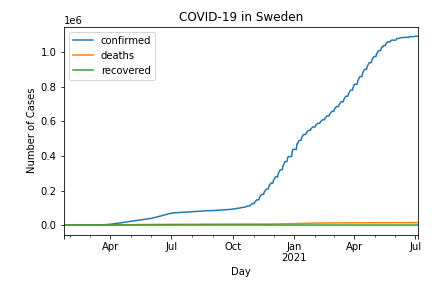 COVID-19 in Sweden
1e6
confirmed
deaths
recovered
Number of Cases
1.0
0.8
0.6
0.4
0.2
0.0
Apr Jul Oct Jan Apr Jul
2021
Day